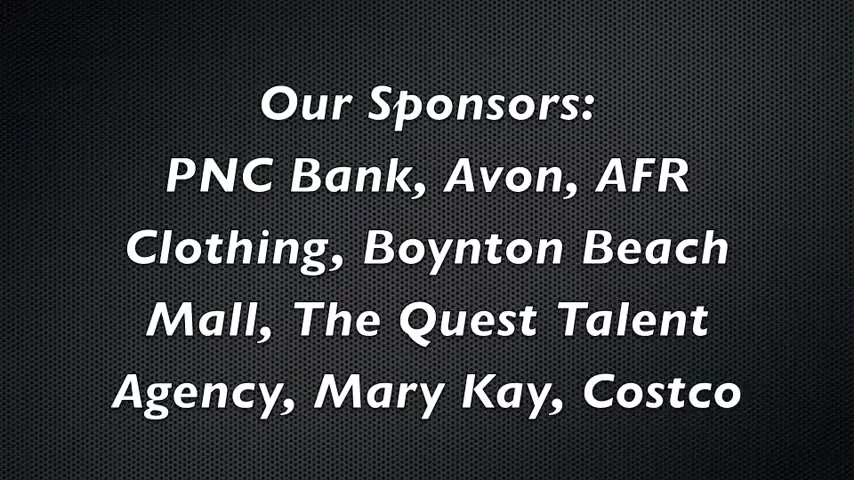 Our Sponsors:
PNC Bank, Avon, AFR
Clothing, Boynton Beach
Mall, The Quest Talent
Agency, Mary Kay, Costco